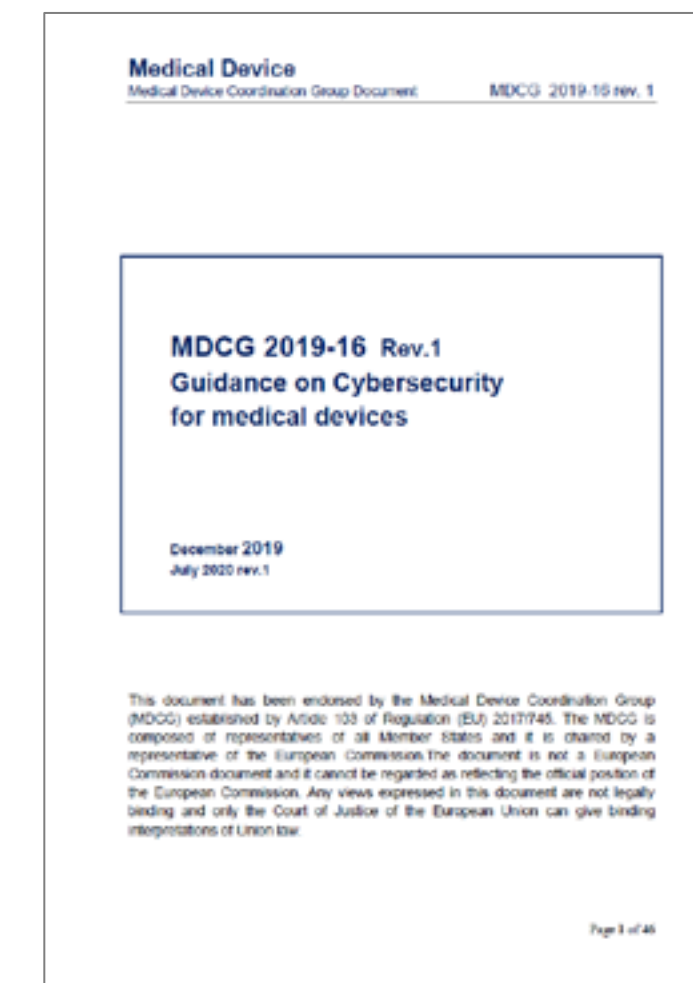 Medical Device
Medical Device Coordination Group Document MDCG 2019-16 rev. 1
MDCG 2019-16 Rev.1
Guidance on Cybersecurity
for medical devices
December 2019
July 2020 rev.1
This document has been endorsed by the Medical Device Coordination Group
(MDCG) established by Article 103 of Regulation (EU) 2017/745. The MDCG is
composed of representatives of all Member States and it is chaired by a
representative of the European Commission.The document is not a European
Commission document and it cannot be regarded as reflecting the official position of
the European Commission. Any views expressed in this document are not legally
binding and only the Court of Justice of the European Union can give binding
interpretations of Union law.
Page 1 of 46